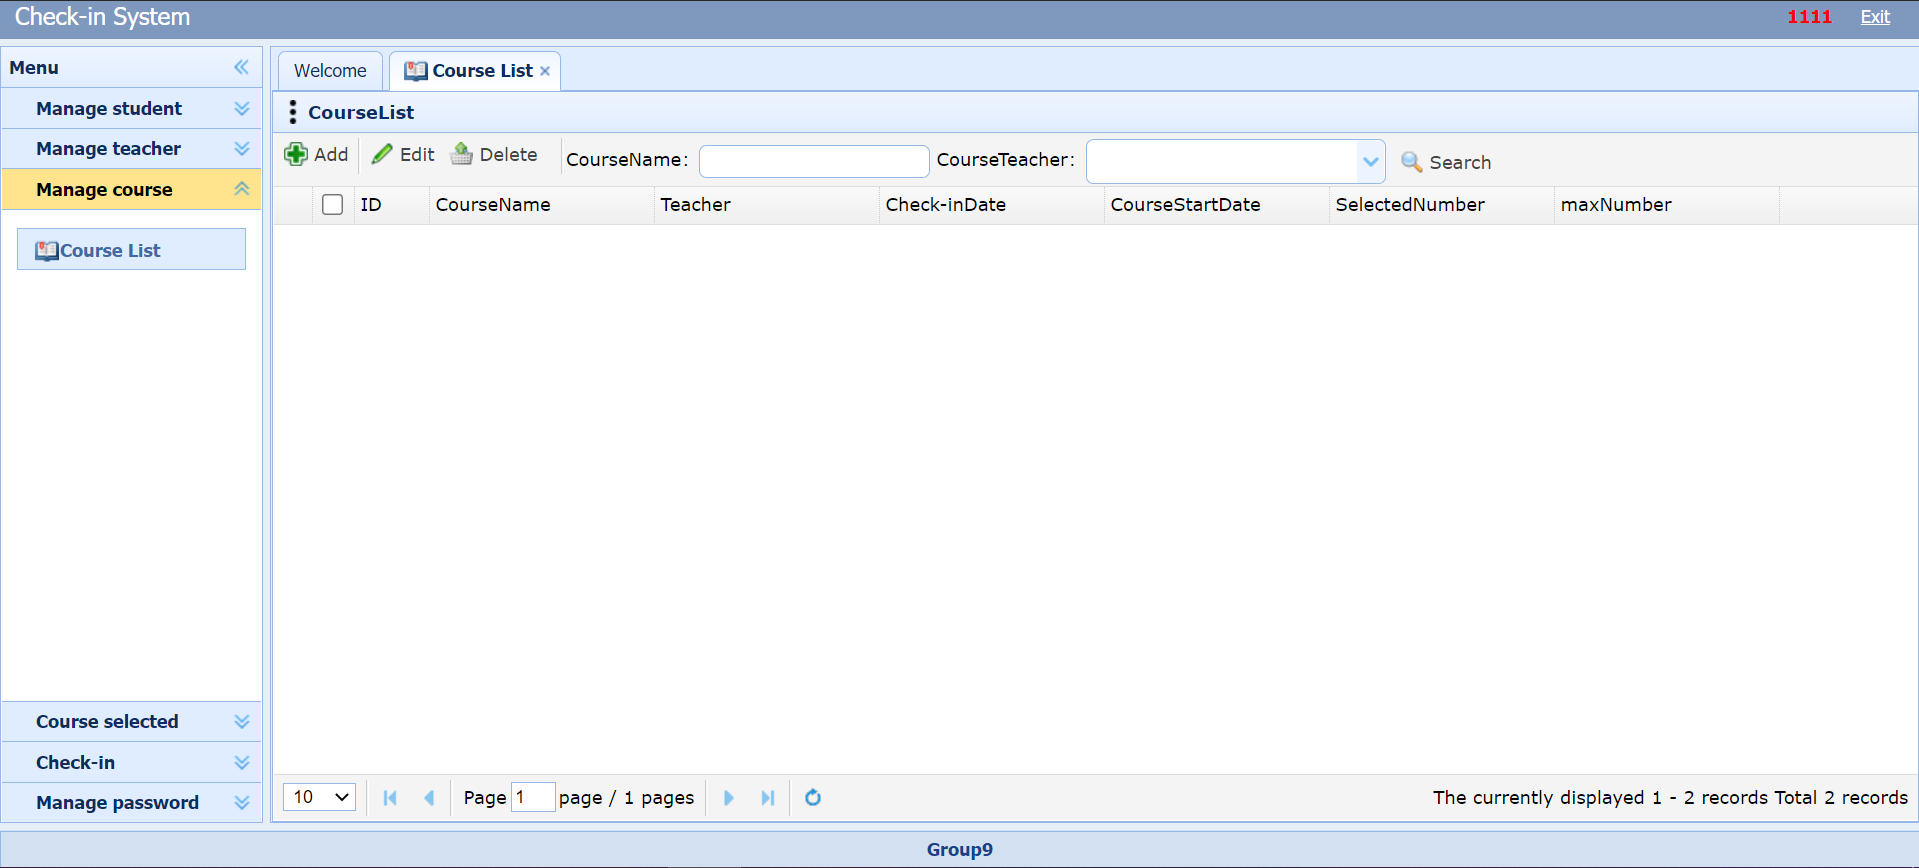 Check-in System
1111 Exit
Menu
Manage student
Manage teacher
Manage course
Course List
Course selected
Check-in
Manage password
Welcome
Course List
CourseList
Add Edit Delete CourseName: CourseTeacher: Search
ID CourseName Teacher Check-inDate CourseStartDate SelectedNumber maxNumber
10 Page 1 page / 1 pages The currently displayed 1 - 2 records Total 2 records
Group9